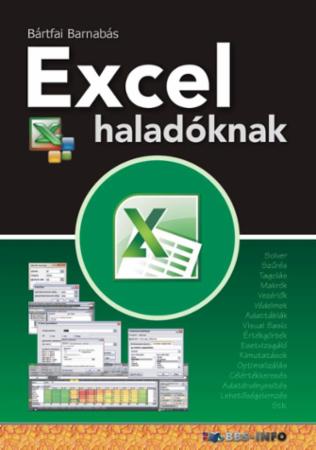 Bártfai Barnabás
Excel
haladóknak
Solver
Szűrés
Tagolás
Makrók
Vezérlők
Védelmek
Adattáblák
Visual Basic
Értékgörbék
Esetvizsgáló
Kimutatások
Optimalizálás
Célértékkeresés
Adatérvényesítés
Lehetőségelemzés
Stb.
BBS-INFO